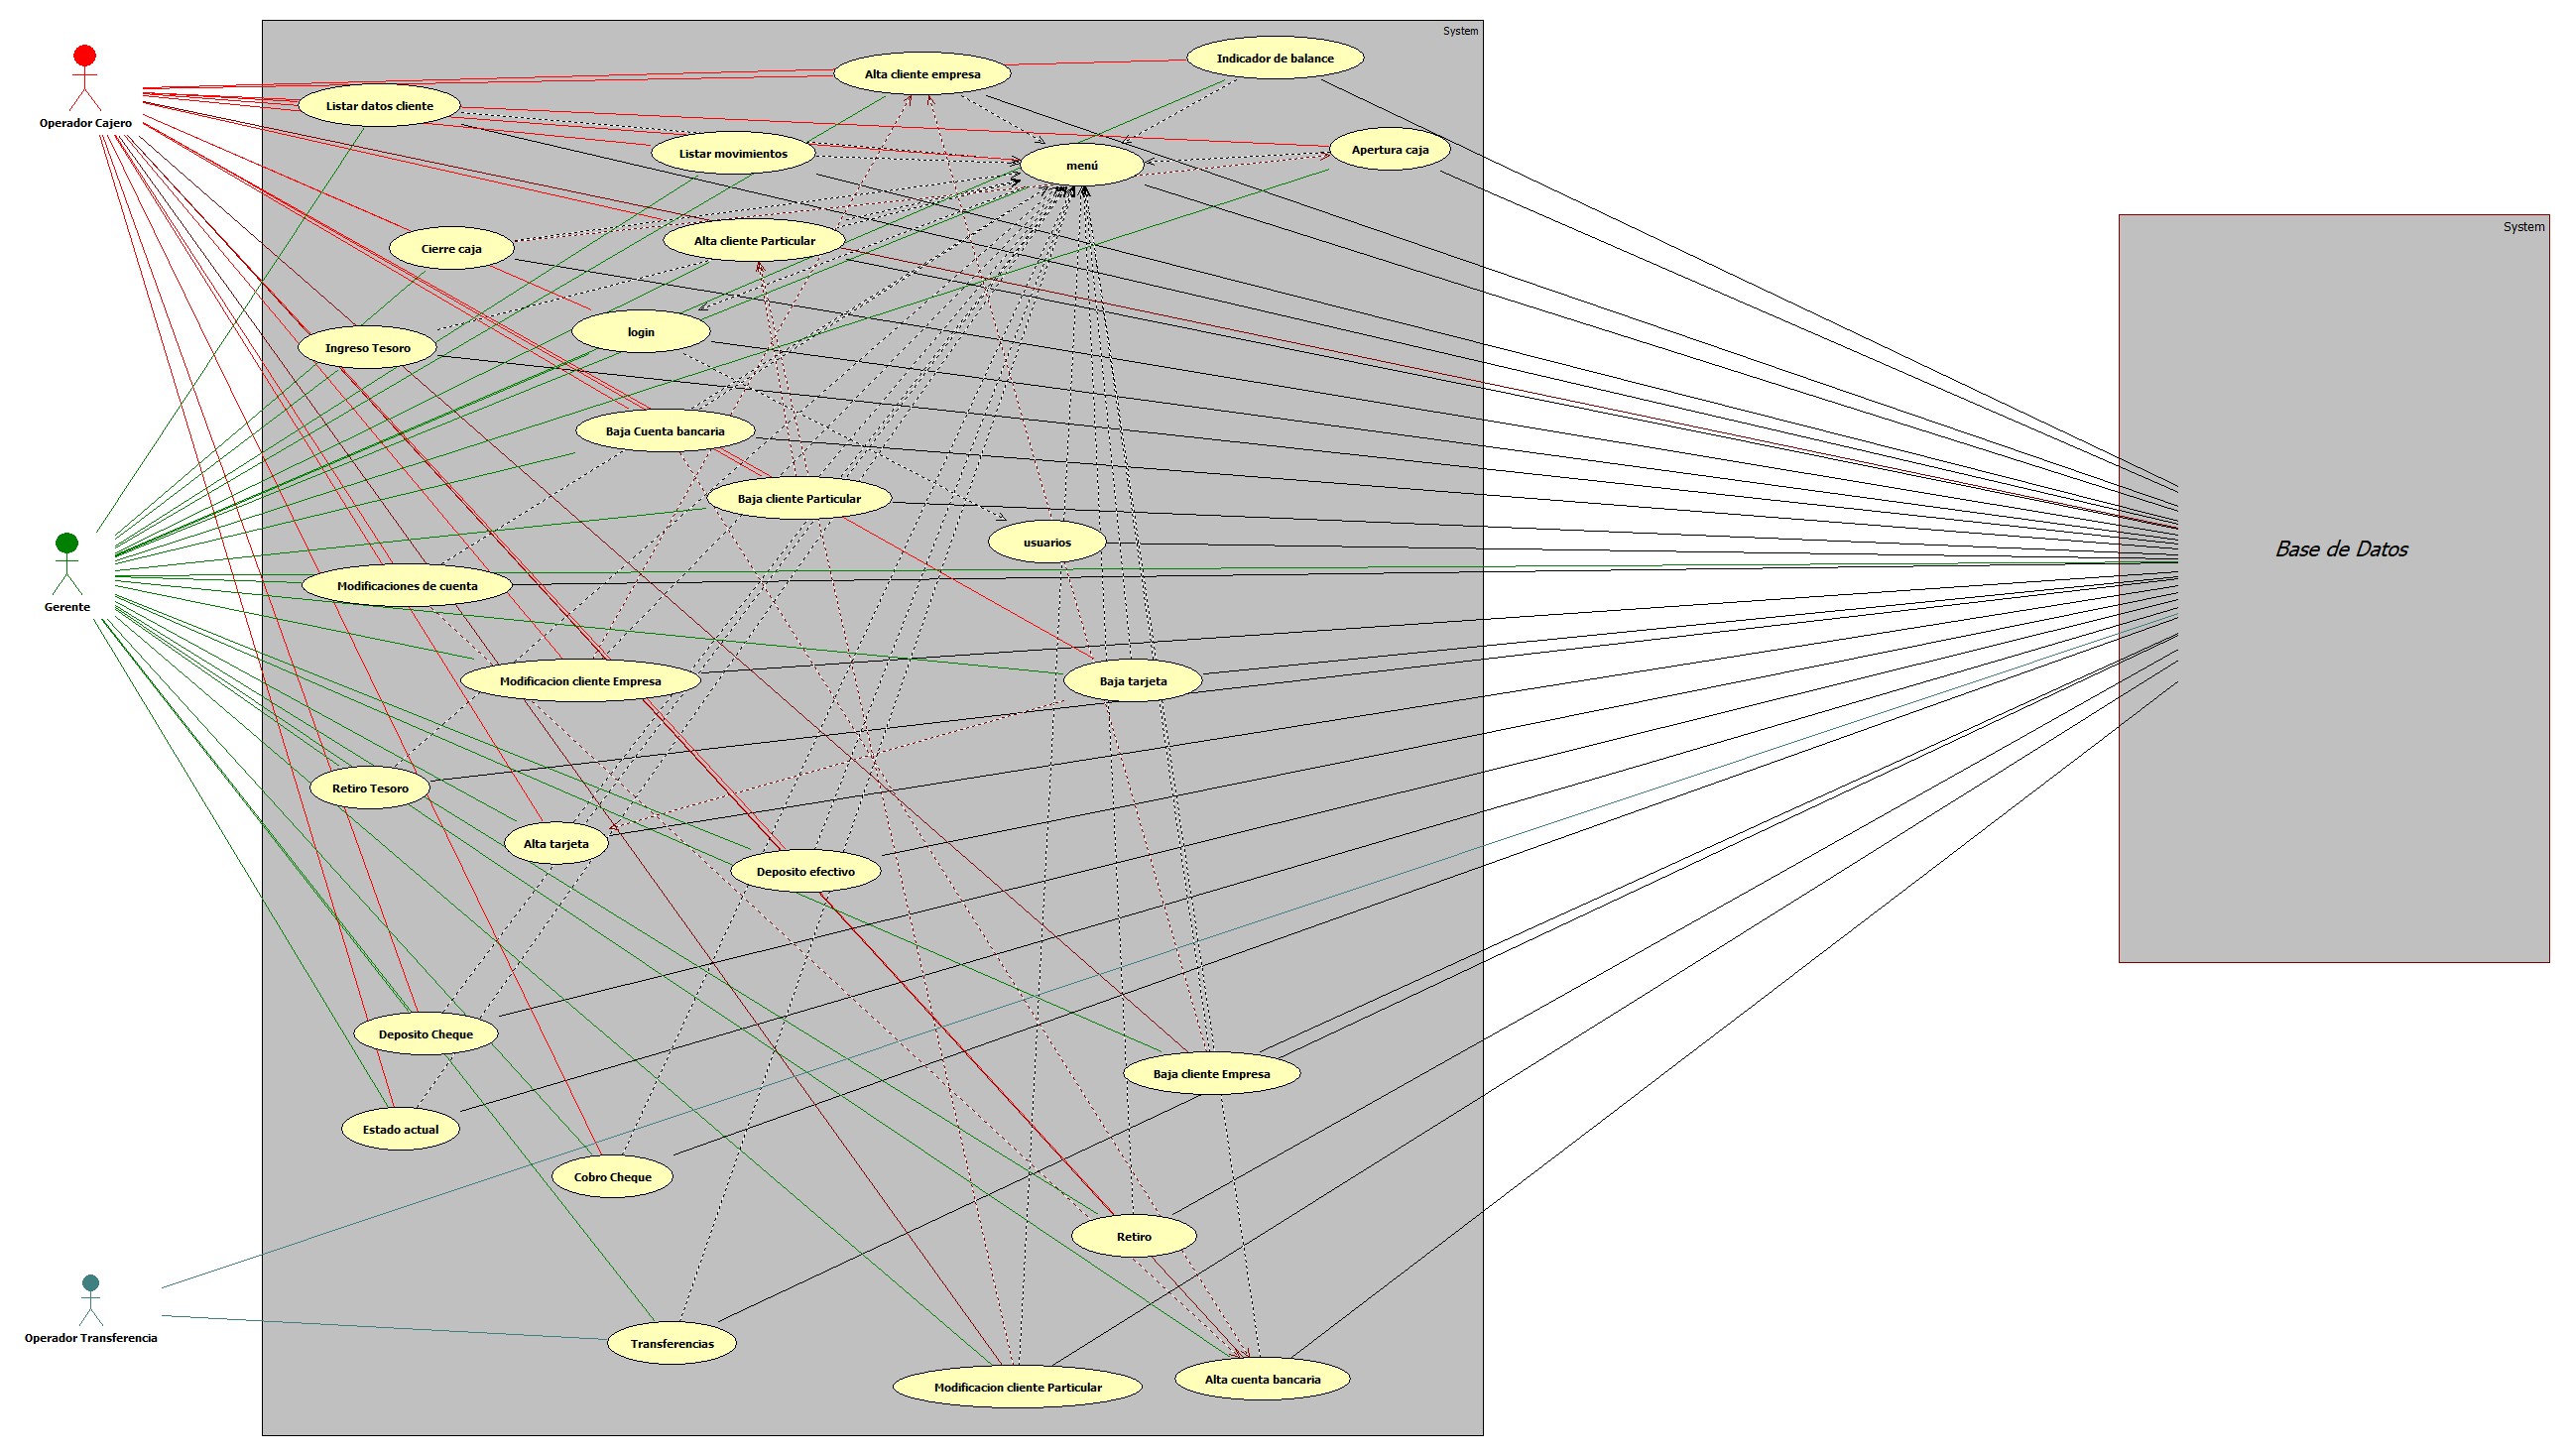 System
Indicador de balance
Alta cliente empresa
Listar datos cliente
Operador Cajero
Apertura caja
Listar movimientos
menú
System
Alta cliente Particular
Cierre caja
login
Ingreso Tesoro
Baja Cuenta bancaria
Baja cliente Particular
usuarios
Base de Datos
Modificaciones de cuenta
Gerente
Modificacion cliente Empresa
Baja tarjeta
Retiro Tesoro
Alta tarjeta
Deposito efectivo
Deposito Cheque
Baja cliente Empresa
Estado actual
Cobro Cheque
Retiro
Operador Transferencia
Transferencias
Alta cuenta bancaria
Modificacion cliente Particular